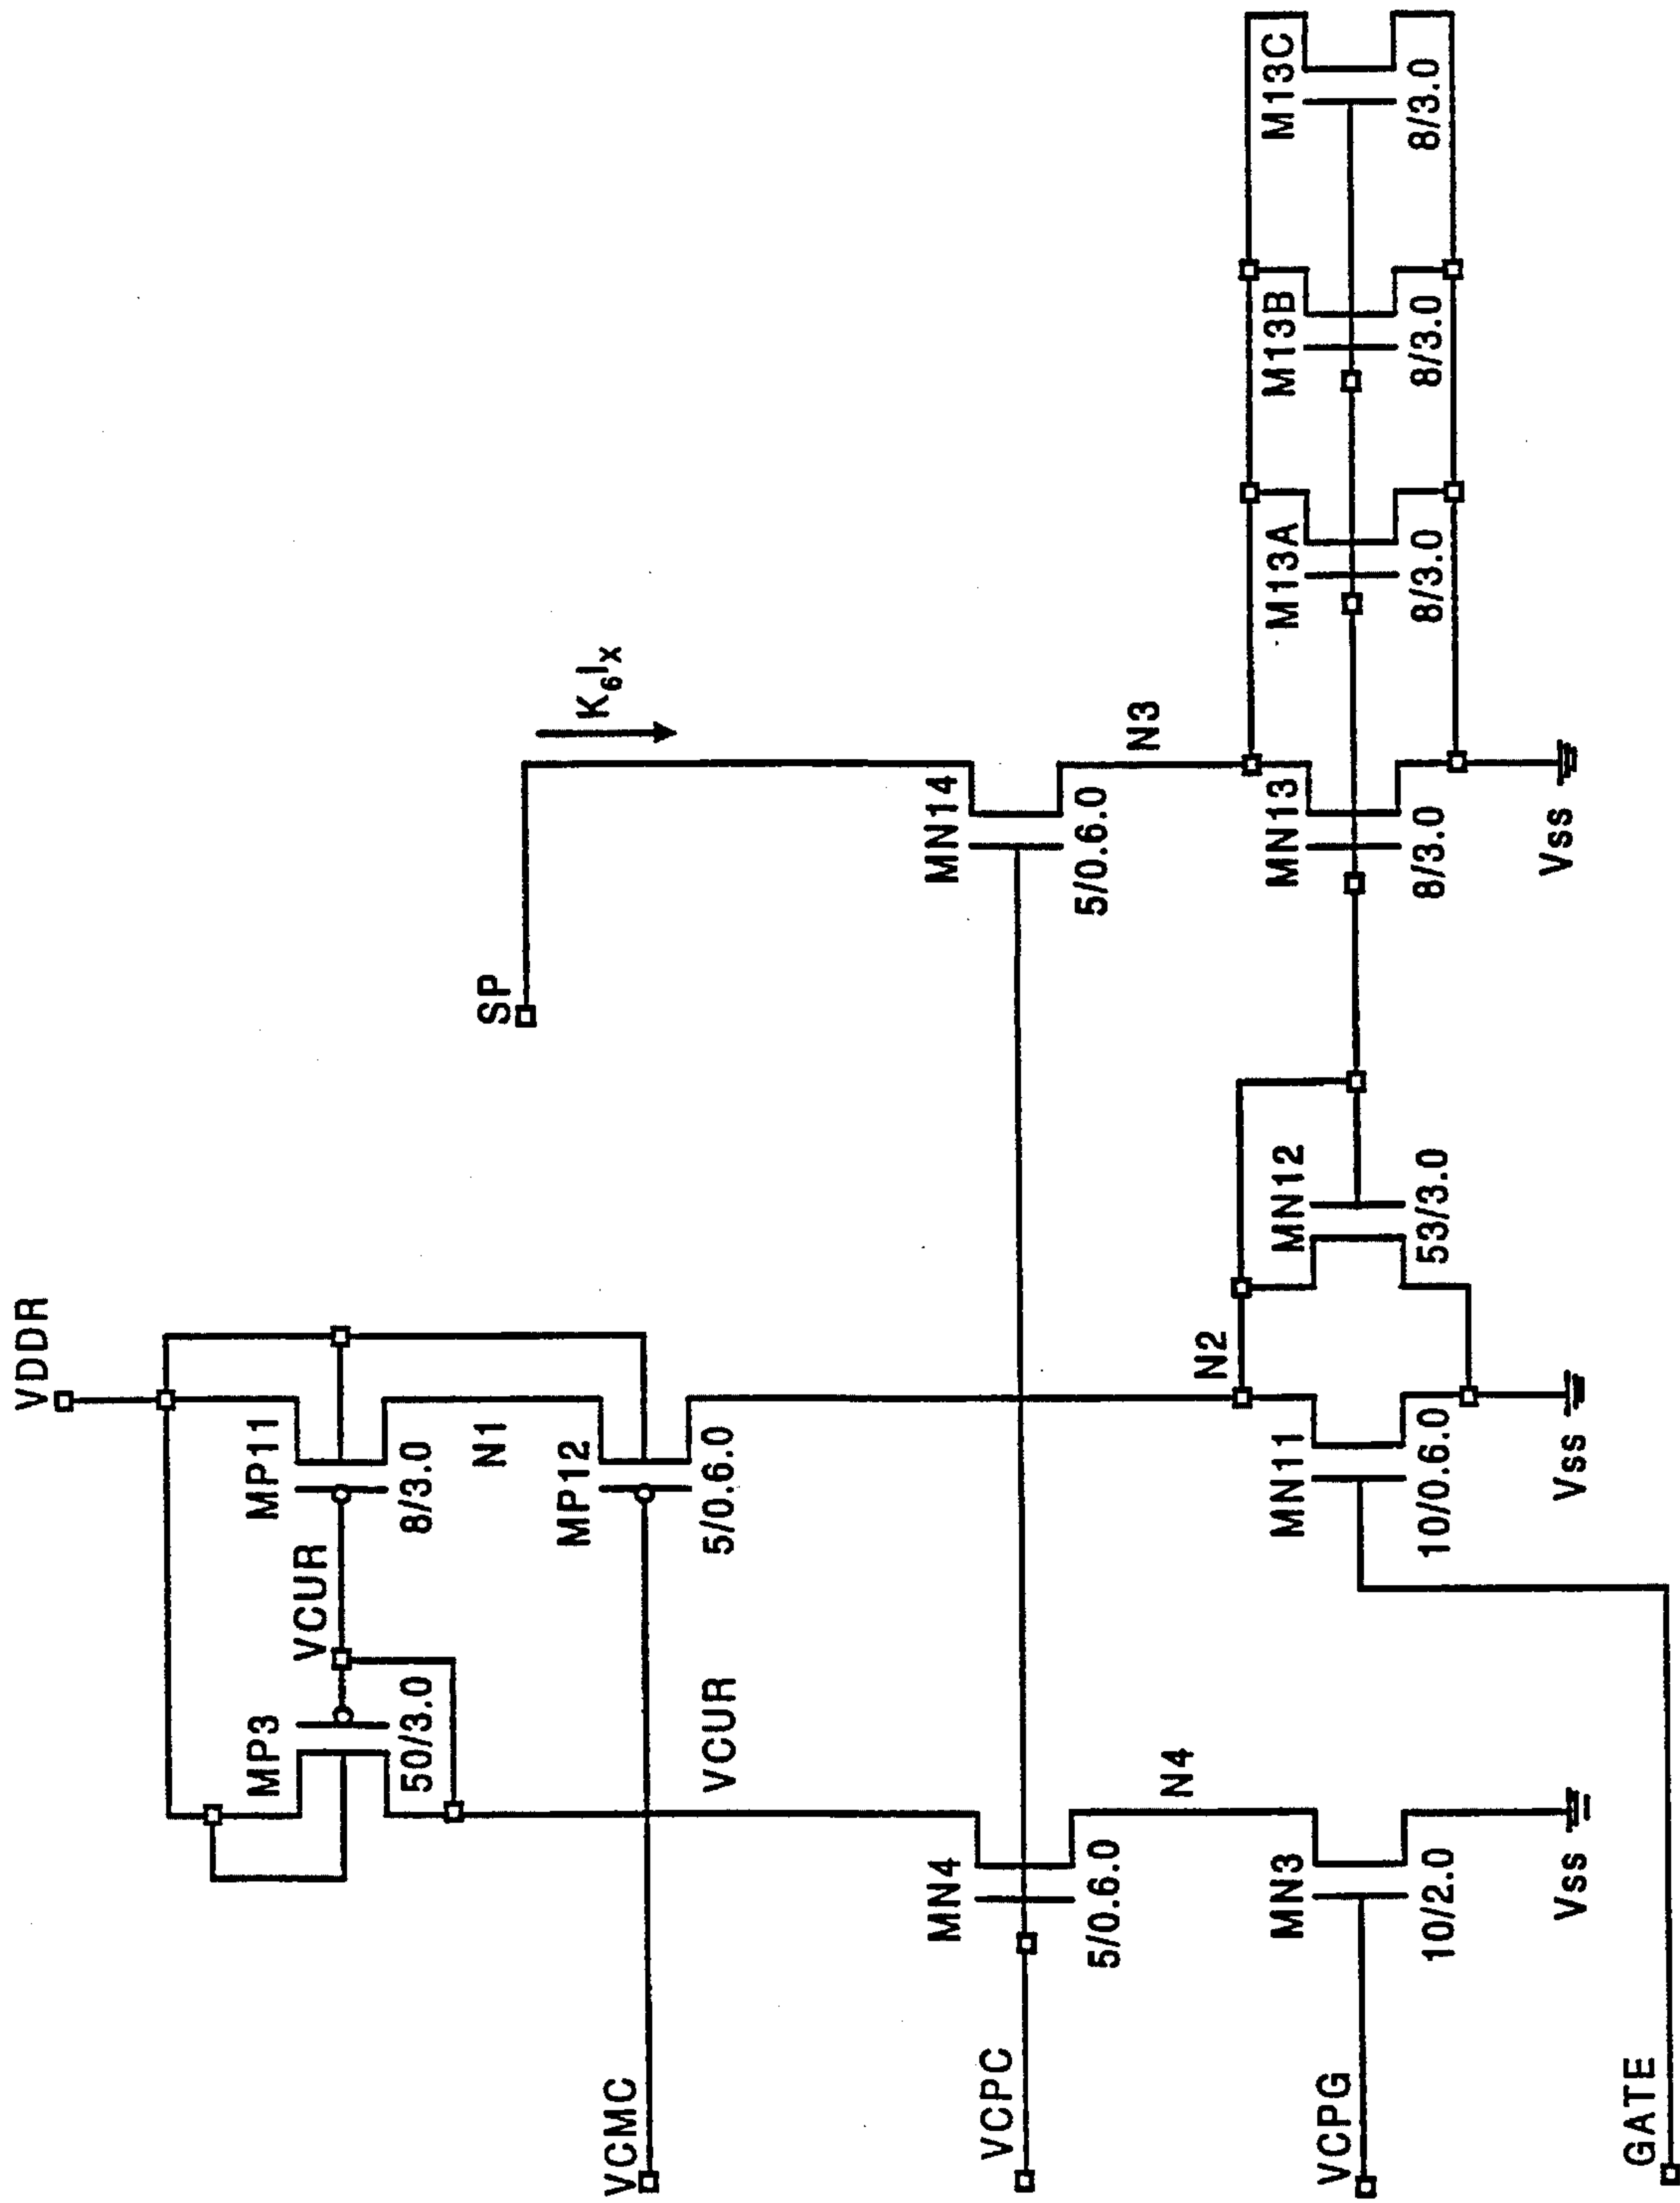 VDDR
MP3
50/3.0
VCUR
MP11
8/3.0
N1
MP12
5/0.6.0
VCMC
VCUR
SP
K6Ix
VCPC
MN4
5/0.6.0
MN14
5/0.6.0
N4
N2
N3
VCPG
MN3
10/2.0
MN11
10/0.6.0
MN12
53/3.0
MN13
8/3.0
M13A
8/3.0
M13B
8/3.0
M13C
8/3.0
Vss
Vss
Vss
GATE